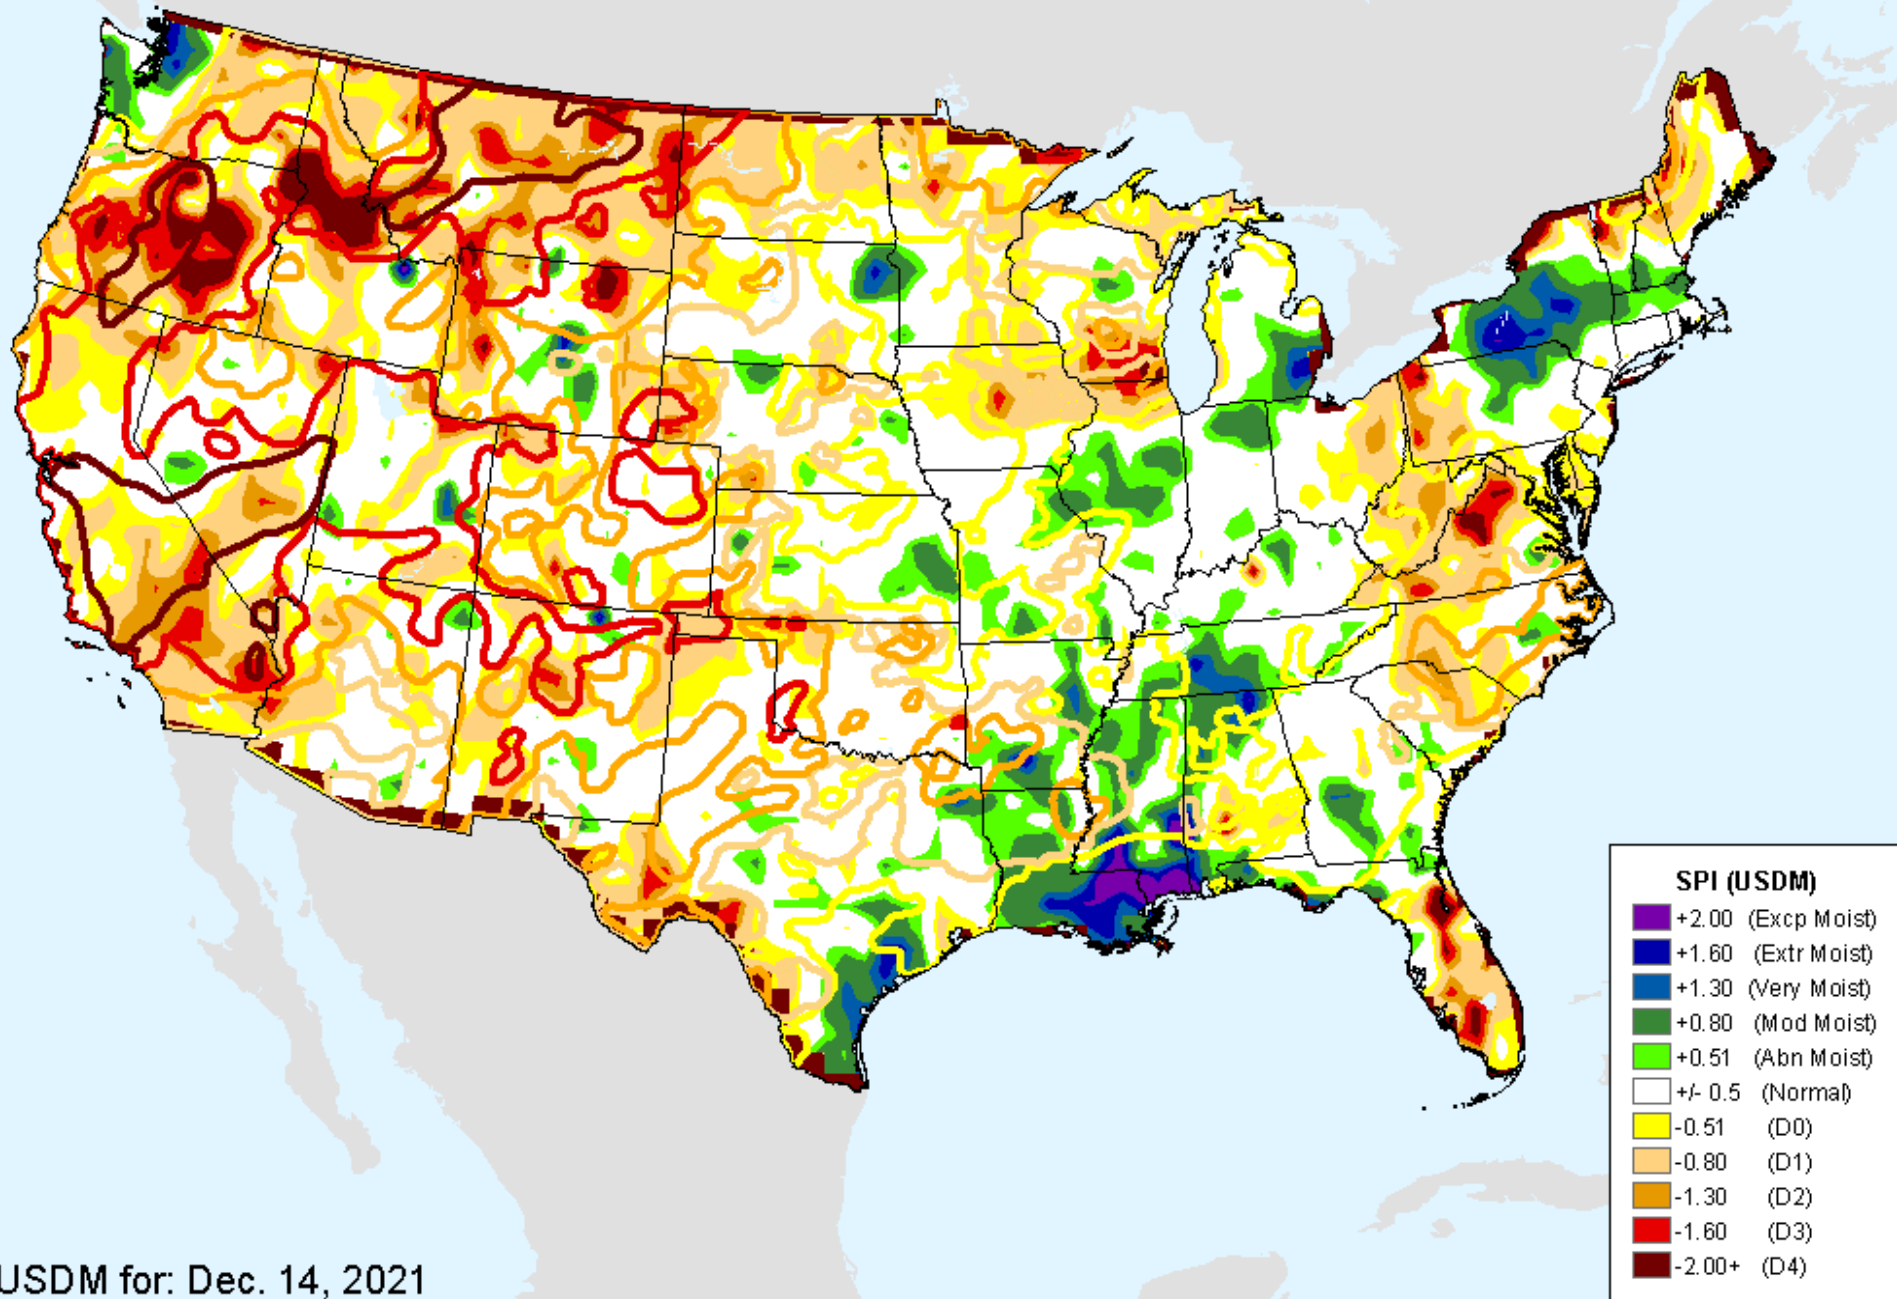 SPI (USDM)
+2.00 (Excp Moist)
+1.60 (Extr Moist)
+1.30 (Very Moist)
+0.80 (Mod Moist)
+0.51 (Abn Moist)
+/- 0.5 (Normal)
-0.51 (D0)
-0.80 (D1)
-1.30 (D2)
-1.60 (D3)
-2.00+ (D4)
USDM for: Dec. 14, 2021